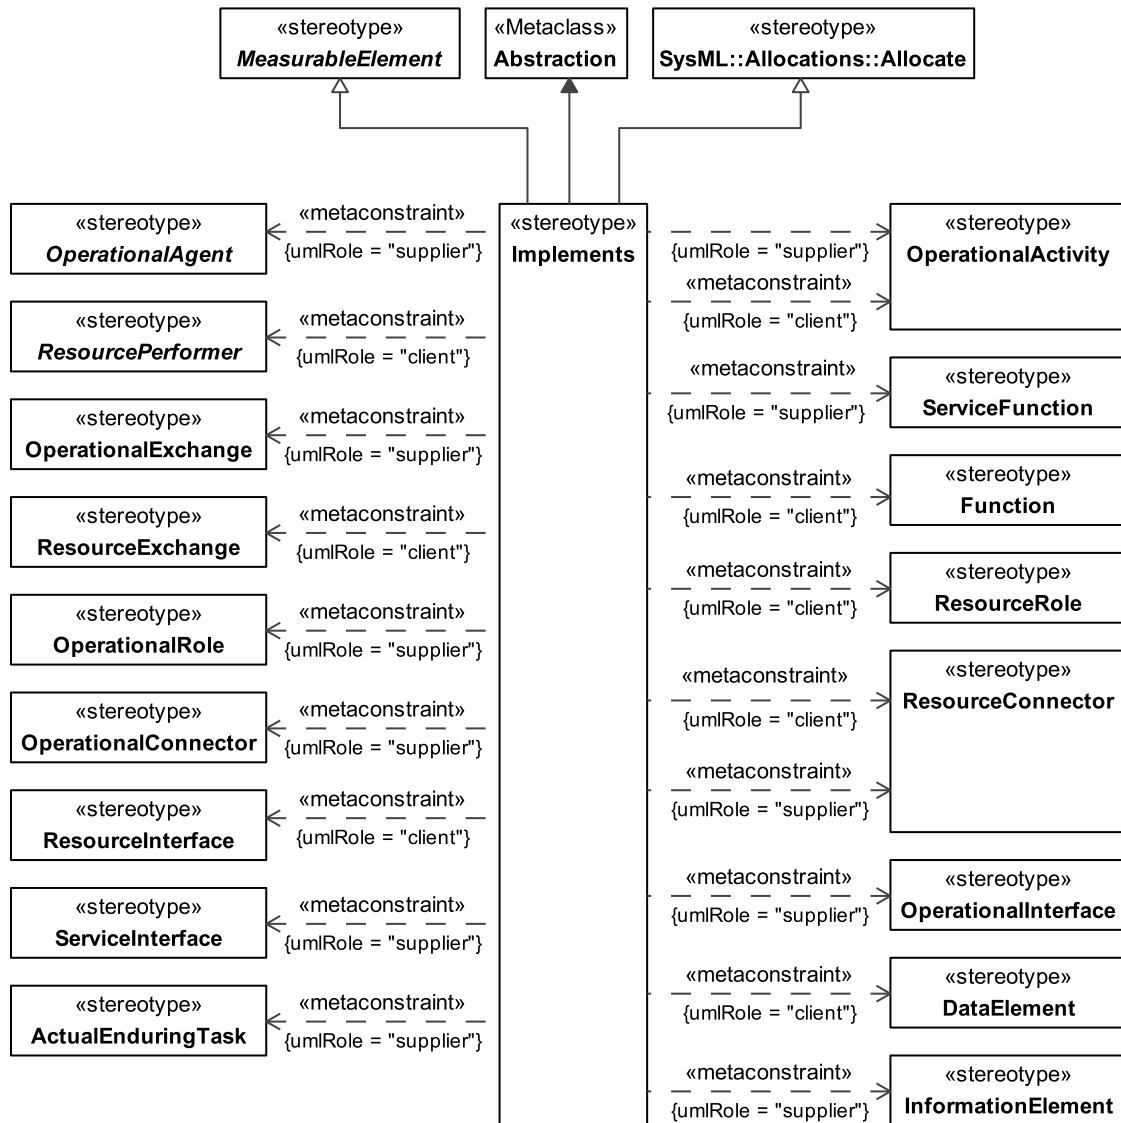 «stereotype»
MeasurableElement
«Metaclass»
Abstraction
«stereotype»
SysML::Allocations::Allocate
«stereotype»
OperationalAgent
«metaconstraint»
{umlRole = "supplier"}
«stereotype»
ResourcePerformer
«metaconstraint»
{umlRole = "client"}
«stereotype»
OperationalExchange
«metaconstraint»
{umlRole = "supplier"}
«stereotype»
ResourceExchange
«metaconstraint»
{umlRole = "client"}
«stereotype»
OperationalRole
«metaconstraint»
{umlRole = "supplier"}
«stereotype»
OperationalConnector
«metaconstraint»
{umlRole = "supplier"}
«stereotype»
ResourceInterface
«metaconstraint»
{umlRole = "client"}
«stereotype»
ServiceInterface
«metaconstraint»
{umlRole = "supplier"}
«stereotype»
ActualEnduringTask
«metaconstraint»
{umlRole = "supplier"}
«stereotype»
Implements
«metaconstraint»
{umlRole = "supplier"}
«metaconstraint»
{umlRole = "client"}
«stereotype»
OperationalActivity
«metaconstraint»
{umlRole = "supplier"}
«stereotype»
ServiceFunction
«metaconstraint»
{umlRole = "client"}
«stereotype»
Function
«metaconstraint»
{umlRole = "client"}
«stereotype»
ResourceRole
«metaconstraint»
{umlRole = "client"}
«metaconstraint»
{umlRole = "supplier"}
«stereotype»
ResourceConnector
«metaconstraint»
{umlRole = "supplier"}
«stereotype»
OperationalInterface
«metaconstraint»
{umlRole = "client"}
«stereotype»
DataElement
«metaconstraint»
{umlRole = "supplier"}
«stereotype»
InformationElement